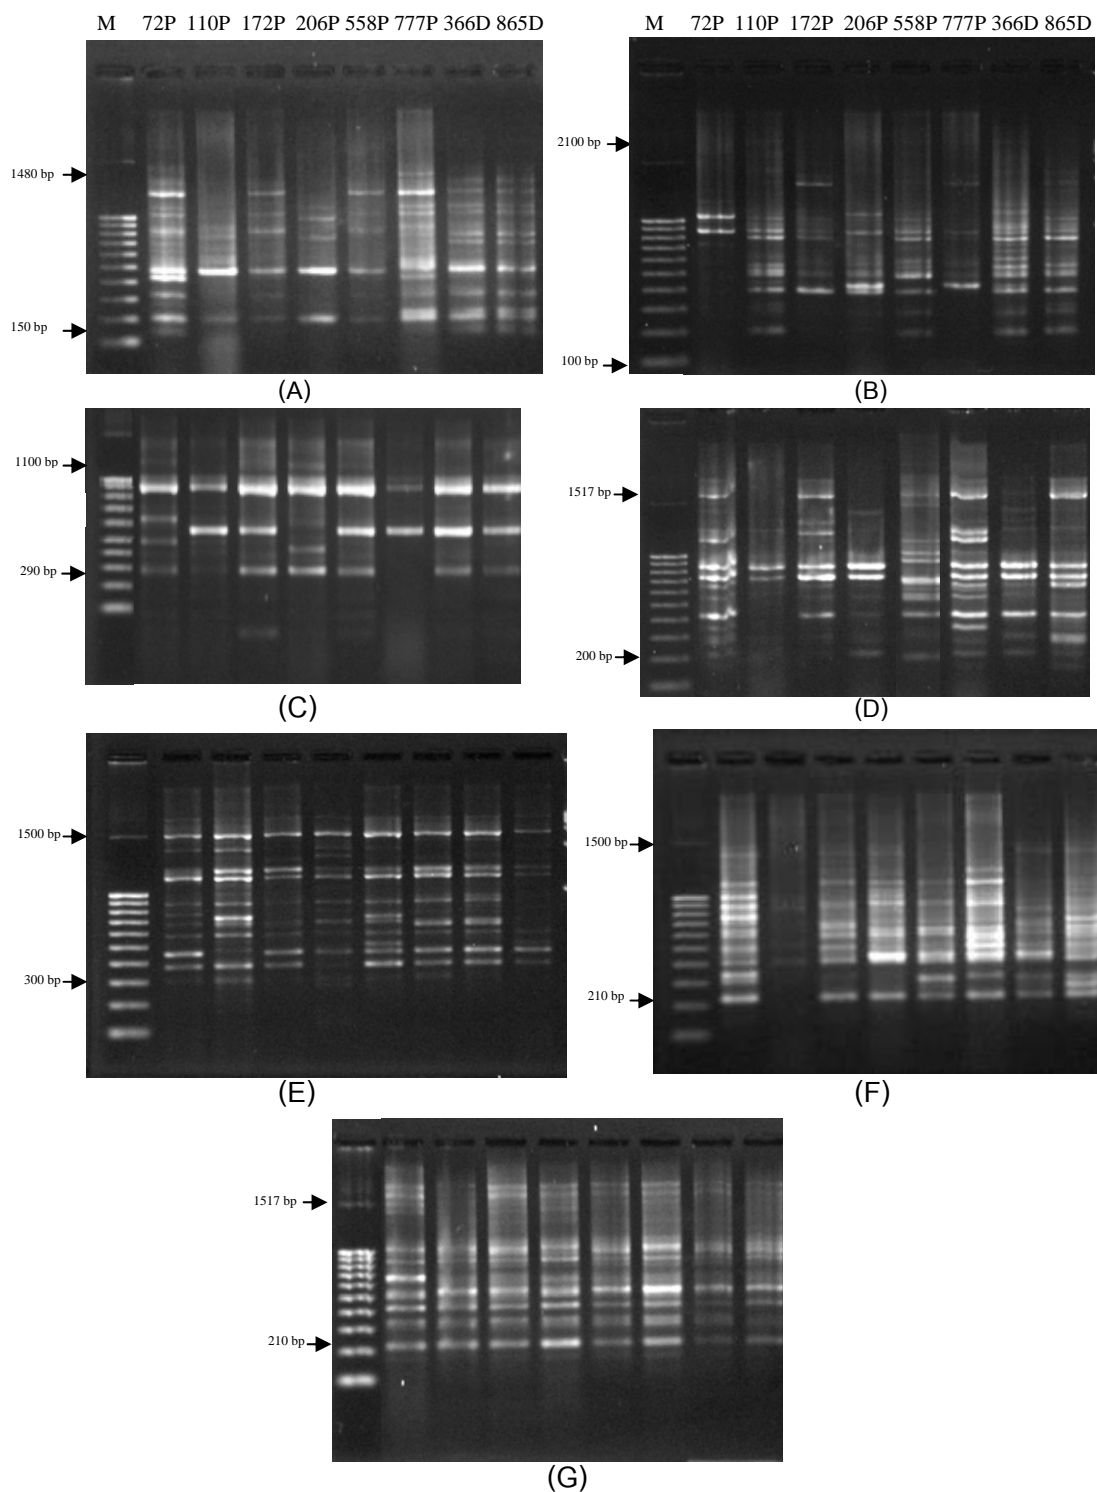 M 72P 110P 172P 206P 558P 777P 366D 865D
M 72P 110P 172P 206P 558P 777P 366D 865D
1480 bp
150 bp
(A)
2100 bp
100 bp
(B)
1100 bp
290 bp
(C)
1517 bp
200 bp
(D)
1500 bp
300 bp
(E)
1500 bp
210 bp
(F)
1517 bp
210 bp
(G)